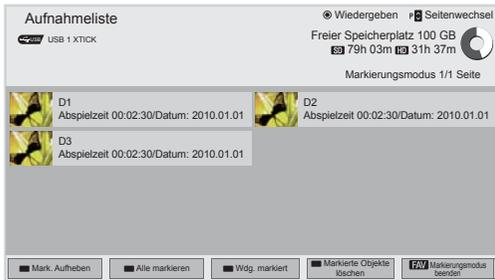 Aufnahmeliste
Wiedergeben P Seitenwechsel
USB USB 1 XTICK
Freier Speicherplatz 100 GB
SD 79h 03m HD 31h 37m
Markierungsmodus 1/1 Seite
D1
Abspielzeit 00:02:30/Datum: 2010.01.01
D2
Abspielzeit 00:02:30/Datum: 2010.01.01
D3
Abspielzeit 00:02:30/Datum: 2010.01.01
Mark. Aufheben
Alle markieren
Wdg. markiert
Markierte Objekte
löschen
FAV Markierungsmodus
beenden